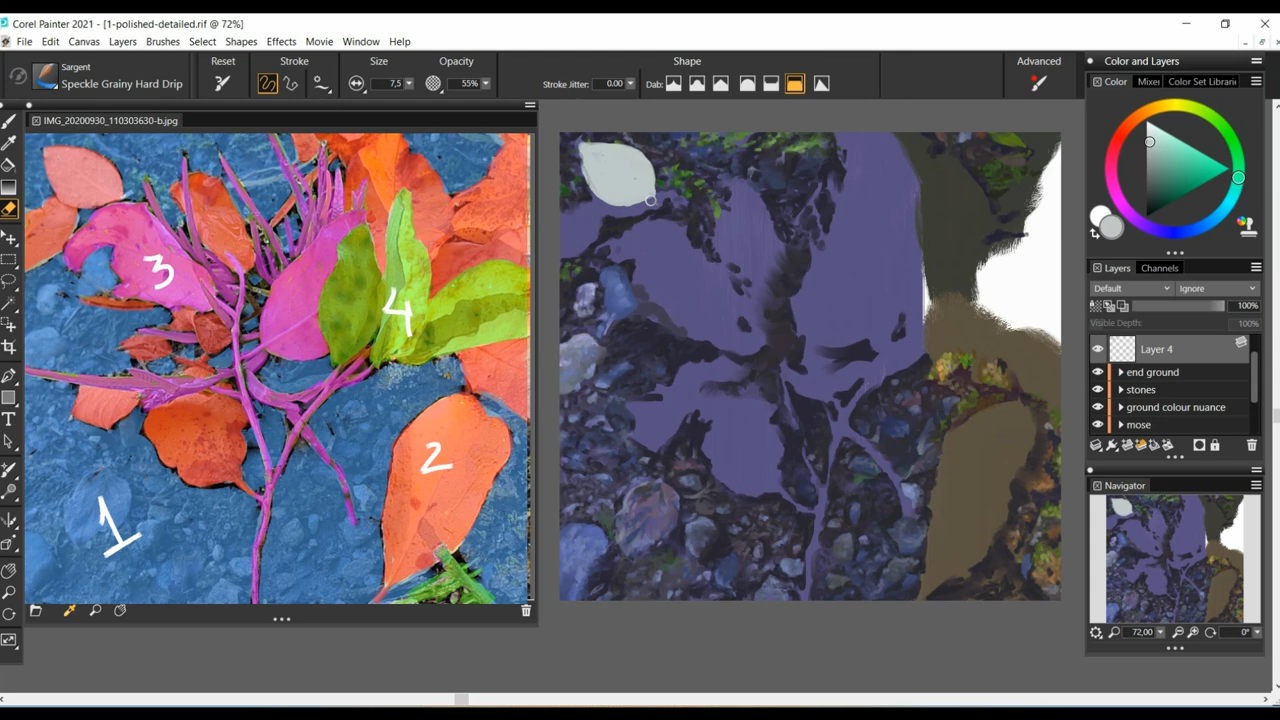 Corel Painter 2021 - [1-polished-detailed.rif @ 72%]
File Edit Canvas Layers Brushes Select Shapes Effects Movie Window Help
Sargent
Speckle Grainy Hard Drip
Reset
Stroke
Size
7,5
Opacity
55%
Stroke Jitter: 0.00
Shape
Dab:
Advanced
IMG_20200930_110303630-b.jpg
3
4
2
1
Color and Layers
Color Mixer Color Set Librari
Layers Channels
Default Ignore
100%
Visible Depth: 100%
Layer 4
end ground
stones
ground colour nuance
mose
Navigator
72,00 0°